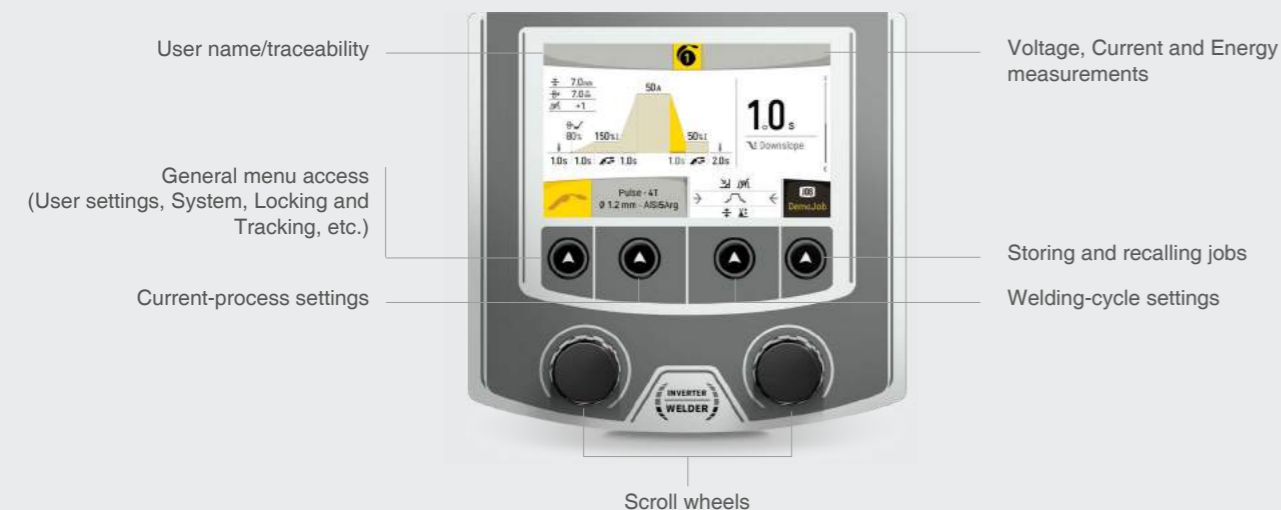 User name/traceability
Voltage, Current and Energy
measurements
1
7.0mm
7.0
+1
50A
80%
150%I
50%I
1.0s 1.0s 1.0s 1.0s 2.0s
1.0 s
Downslope
General menu access
(User settings, System, Locking and
Tracking, etc.)
Pulse - 4T
Ø 1.2 mm - AlSi5Arg
JOB
DemoJob
Storing and recalling jobs
Current-process settings
Welding-cycle settings
INVERTER
WELDER
Scroll wheels